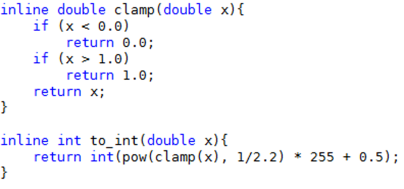 inline double clamp(double x){
    if (x < 0.0)
        return 0.0;
    if (x > 1.0)
        return 1.0;
    return x;
}

inline int to_int(double x){
    return int(pow(clamp(x), 1/2.2) * 255 + 0.5);
}